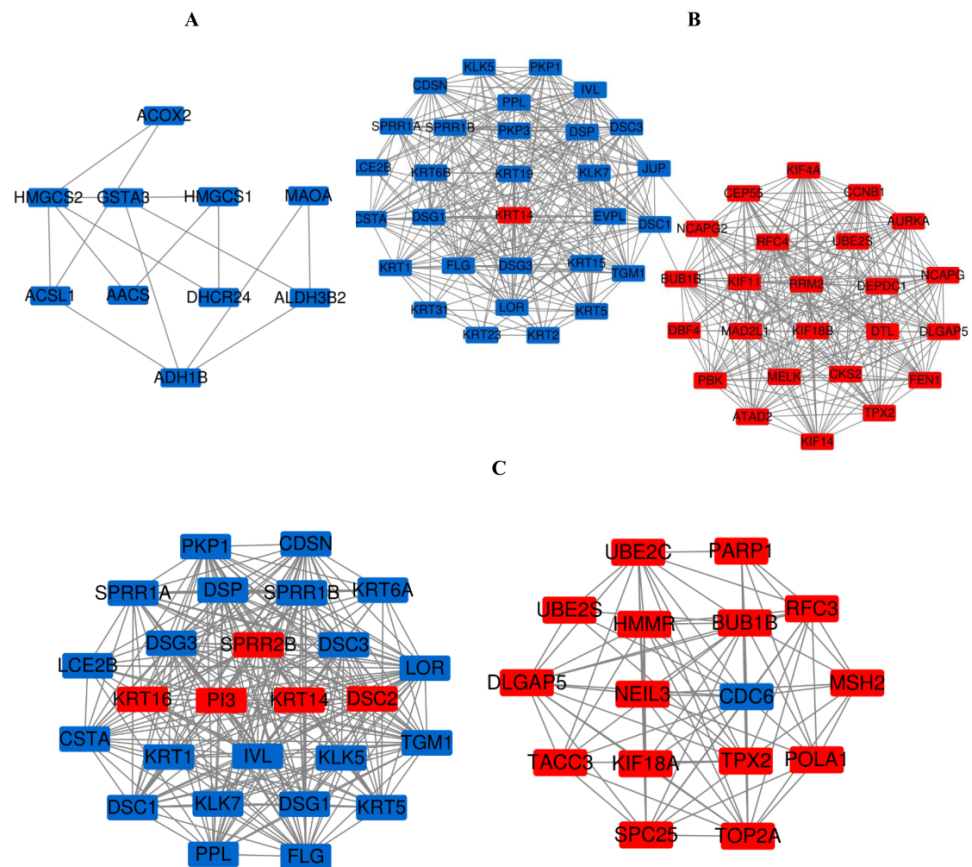 A
B
ACOX2
HMGCS2 GSTA3 HMGCS1 MAOA
ACSL1 AACS DHCR24 ALDH3B2
ADH1B
KLK5 PKP1
CDSN IVL
PPL
SPRR1A SPRR1B PKP3 DSP DSC3
LCE2B KRT6B KRT19 KLK7 JUP
CSTA DSG1 KRT14 EVPL DSC1
KRT1 FLG DSG3 KRT15 TGM1
KRT31 LOR KRT5
KRT23 KRT2
KIF4A
CEP55 CCNB1
NCAPG2 AURKA
RFC4 UBE2S
BUB1B KIF11 RRM2 DEPDC1 NCAPG
DBF4 MAD2L1 KIF18B DTL DLGAP5
PBK MELK CKS2 FEN1
ATAD2 TPX2
KIF14
C
PKP1 CDSN
SPRR1A DSP SPRR1B KRT6A
DSG3 SPRR2B DSC3
LCE2B LOR
KRT16 PI3 KRT14 DSC2
CSTA TGM1
KRT1 IVL KLK5
DSC1 KLK7 DSG1 KRT5
PPL FLG
UBE2C PARP1
UBE2S HMMR BUB1B RFC3
DLGAP5 NEIL3 CDC6 MSH2
TACC3 KIF18A TPX2 POLA1
SPC25 TOP2A